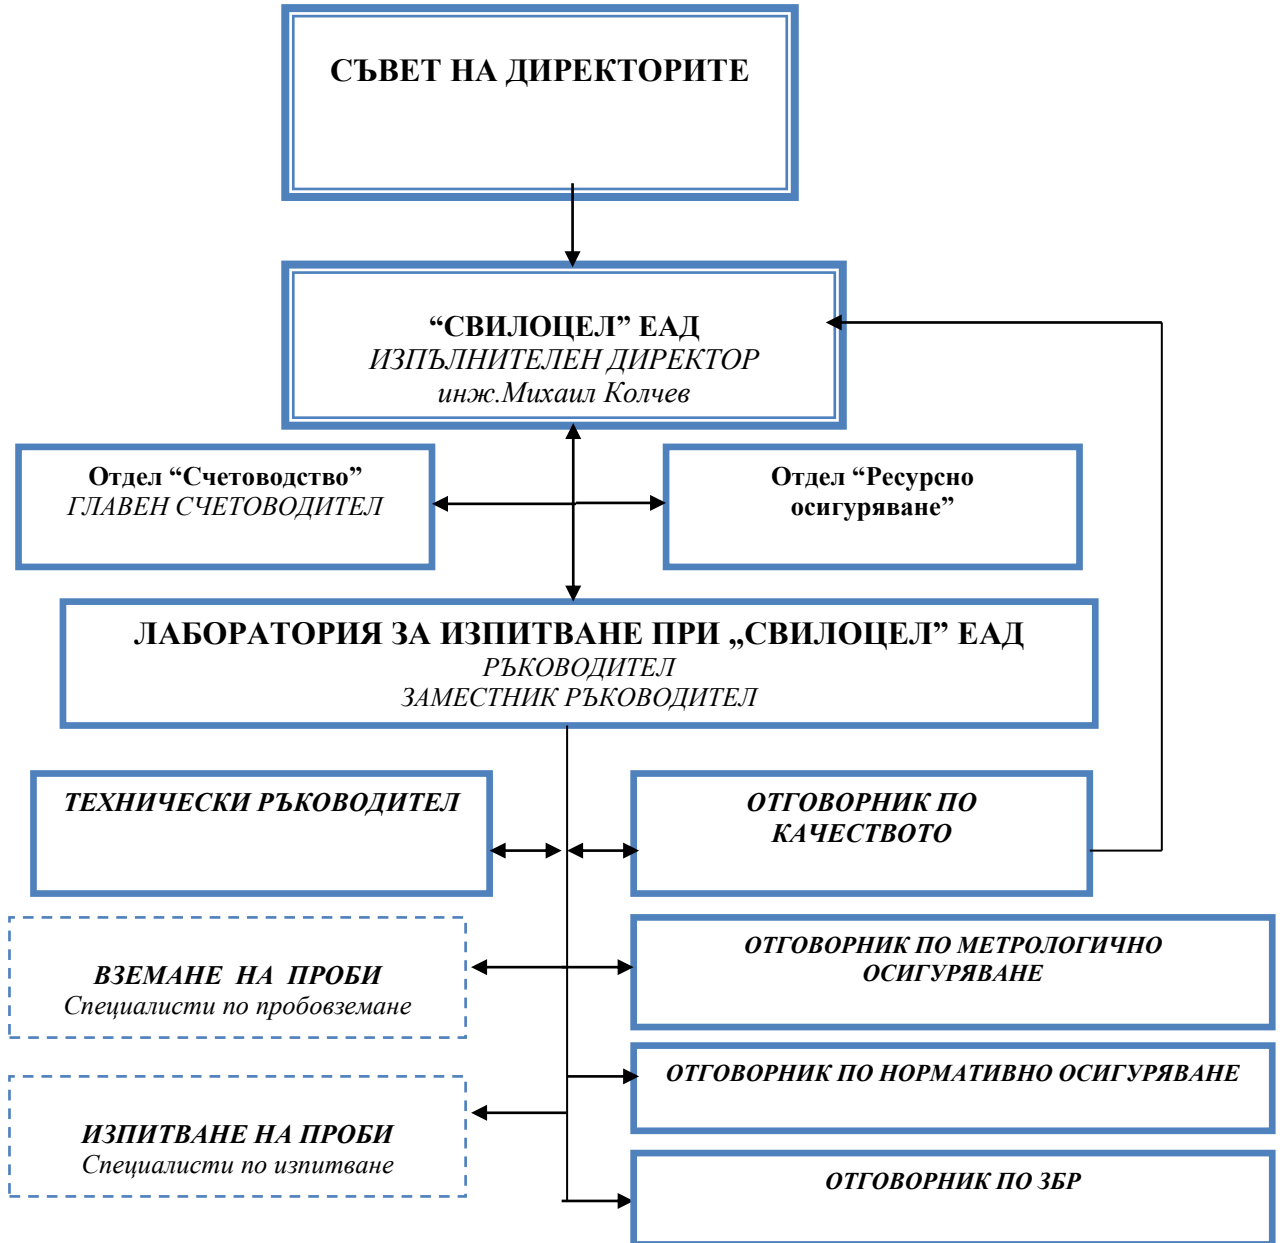 СЪВЕТ НА ДИРЕКТОРИТЕ
“СВИЛОЦЕЛ” ЕАД
ИЗПЪЛНИТЕЛЕН ДИРЕКТОР
инж.Михаил Колчев
Отдел “Счетоводство”
ГЛАВЕН СЧЕТОВОДИТЕЛ
Отдел “Ресурсно
осигуряване”
ЛАБОРАТОРИЯ ЗА ИЗПИТВАНЕ ПРИ „СВИЛОЦЕЛ” ЕАД
РЪКОВОДИТЕЛ
ЗАМЕСТНИК РЪКОВОДИТЕЛ
ТЕХНИЧЕСКИ РЪКОВОДИТЕЛ
ОТГОВОРНИК ПО
КАЧЕСТВОТО
ВЗЕМАНЕ НА ПРОБИ
Специалисти по пробовземане
ОТГОВОРНИК ПО МЕТРОЛОГИЧНО
ОСИГУРЯВАНЕ
ОТГОВОРНИК ПО НОРМАТИВНО ОСИГУРЯВАНЕ
ИЗПИТВАНЕ НА ПРОБИ
Специалисти по изпитване
ОТГОВОРНИК ПО ЗБР